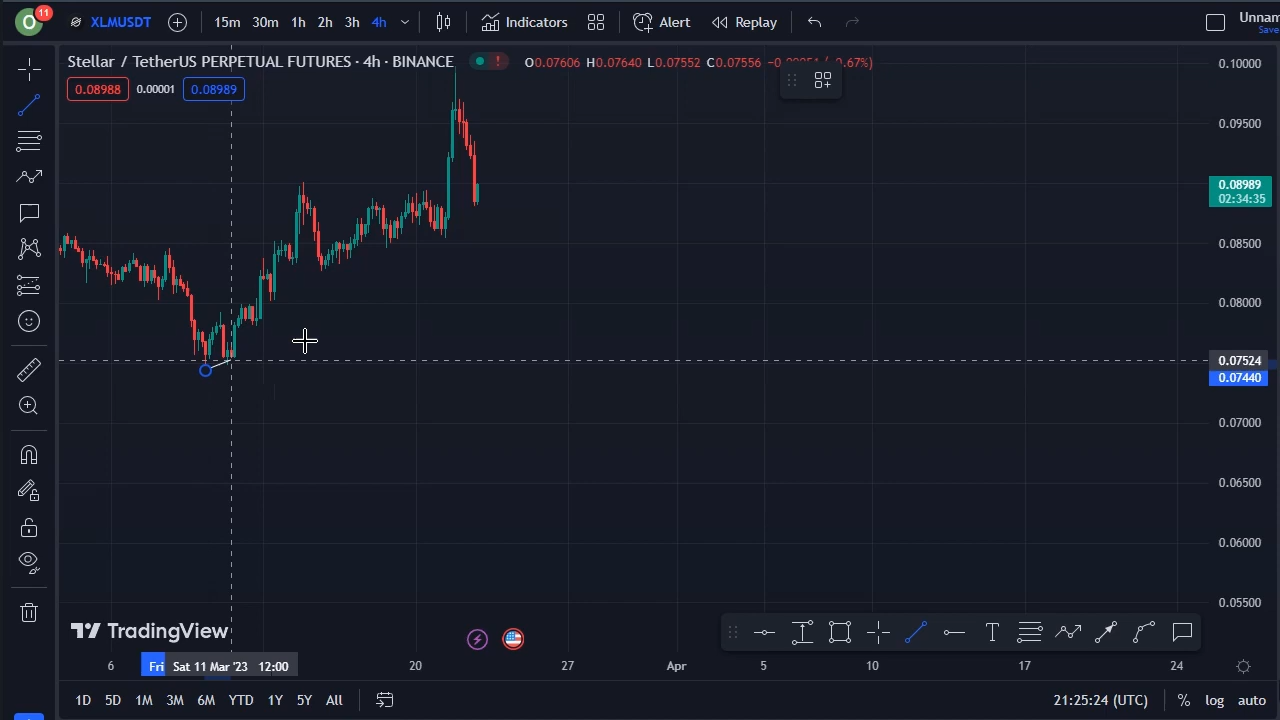 O 11 XLMUSDT 15m 30m 1h 2h 3h 4h Indicators Alert Replay Unnam
Save
Stellar / TetherUS PERPETUAL FUTURES · 4h · BINANCE ! O0.07606 H0.07640 L0.07552 C0.07556
0.08988 0.00001 0.08989
0.10000
0.09500
0.08989
02:34:35
0.08500
0.08000
0.07524
0.07440
0.07000
0.06500
0.06000
0.05500
TradingView
T
6 Fri Sat 11 Mar '23 12:00 20 27 Apr 5 10 17 24
1D 5D 1M 3M 6M YTD 1Y 5Y All 21:25:24 (UTC) % log auto